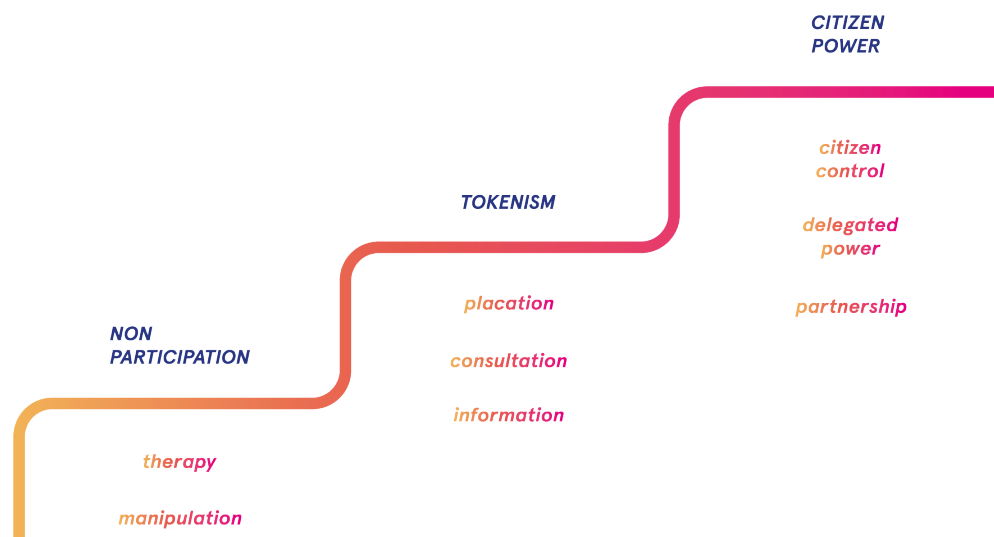 CITIZEN
POWER
citizen
control
delegated
power
partnership
TOKENISM
placation
consultation
information
NON
PARTICIPATION
therapy
manipulation